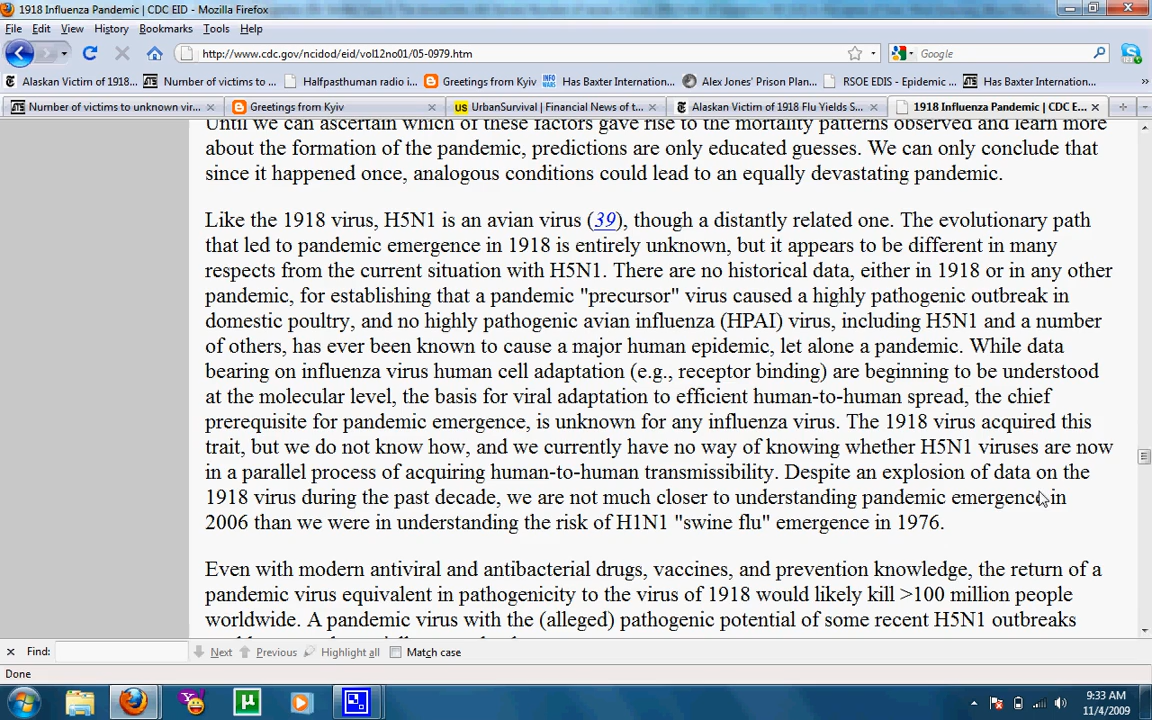 1918 Influenza Pandemic | CDC EID - Mozilla Firefox
File Edit View History Bookmarks Tools Help
http://www.cdc.gov/ncidod/eid/vol12no01/05-0979.htm
Google
Alaskan Victim of 1918... Number of victims to ... Halfpasthuman radio i... Greetings from Kyiv Has Baxter Internation... Alex Jones' Prison Plan... RSOE EDIS - Epidemic ... Has Baxter Internation...
Number of victims to unknown vir... Greetings from Kyiv UrbanSurvival | Financial News of t... Alaskan Victim of 1918 Flu Yields S... 1918 Influenza Pandemic | CDC E...
Until we can ascertain which of these factors gave rise to the mortality patterns observed and learn more
about the formation of the pandemic, predictions are only educated guesses. We can only conclude that
since it happened once, analogous conditions could lead to an equally devastating pandemic.
Like the 1918 virus, H5N1 is an avian virus (39), though a distantly related one. The evolutionary path
that led to pandemic emergence in 1918 is entirely unknown, but it appears to be different in many
respects from the current situation with H5N1. There are no historical data, either in 1918 or in any other
pandemic, for establishing that a pandemic "precursor" virus caused a highly pathogenic outbreak in
domestic poultry, and no highly pathogenic avian influenza (HPAI) virus, including H5N1 and a number
of others, has ever been known to cause a major human epidemic, let alone a pandemic. While data
bearing on influenza virus human cell adaptation (e.g., receptor binding) are beginning to be understood
at the molecular level, the basis for viral adaptation to efficient human-to-human spread, the chief
prerequisite for pandemic emergence, is unknown for any influenza virus. The 1918 virus acquired this
trait, but we do not know how, and we currently have no way of knowing whether H5N1 viruses are now
in a parallel process of acquiring human-to-human transmissibility. Despite an explosion of data on the
1918 virus during the past decade, we are not much closer to understanding pandemic emergence in
2006 than we were in understanding the risk of H1N1 "swine flu" emergence in 1976.
Even with modern antiviral and antibacterial drugs, vaccines, and prevention knowledge, the return of a
pandemic virus equivalent in pathogenicity to the virus of 1918 would likely kill >100 million people
worldwide. A pandemic virus with the (alleged) pathogenic potential of some recent H5N1 outbreaks
Find: Next Previous Highlight all Match case
Done
9:33 AM
11/4/2009